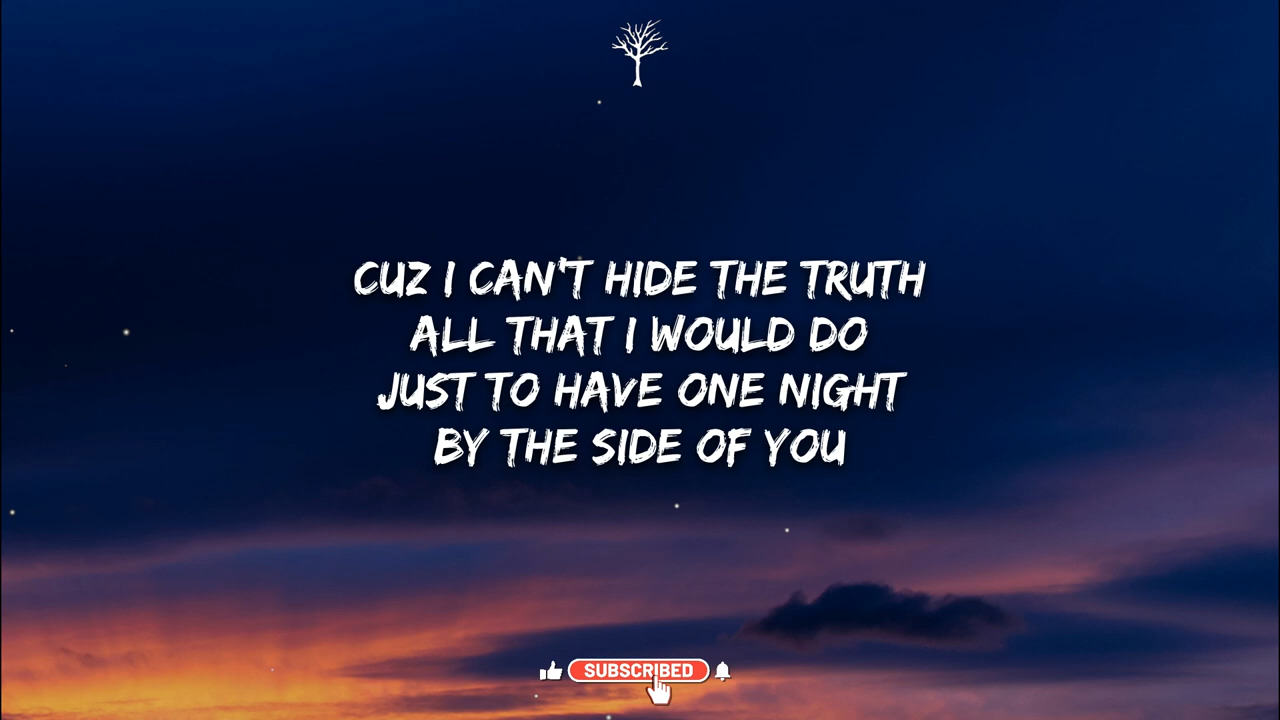 CUZ I CAN'T HIDE THE TRUTH
ALL THAT I WOULD DO
JUST TO HAVE ONE NIGHT
BY THE SIDE OF YOU
SUBSCRIBED